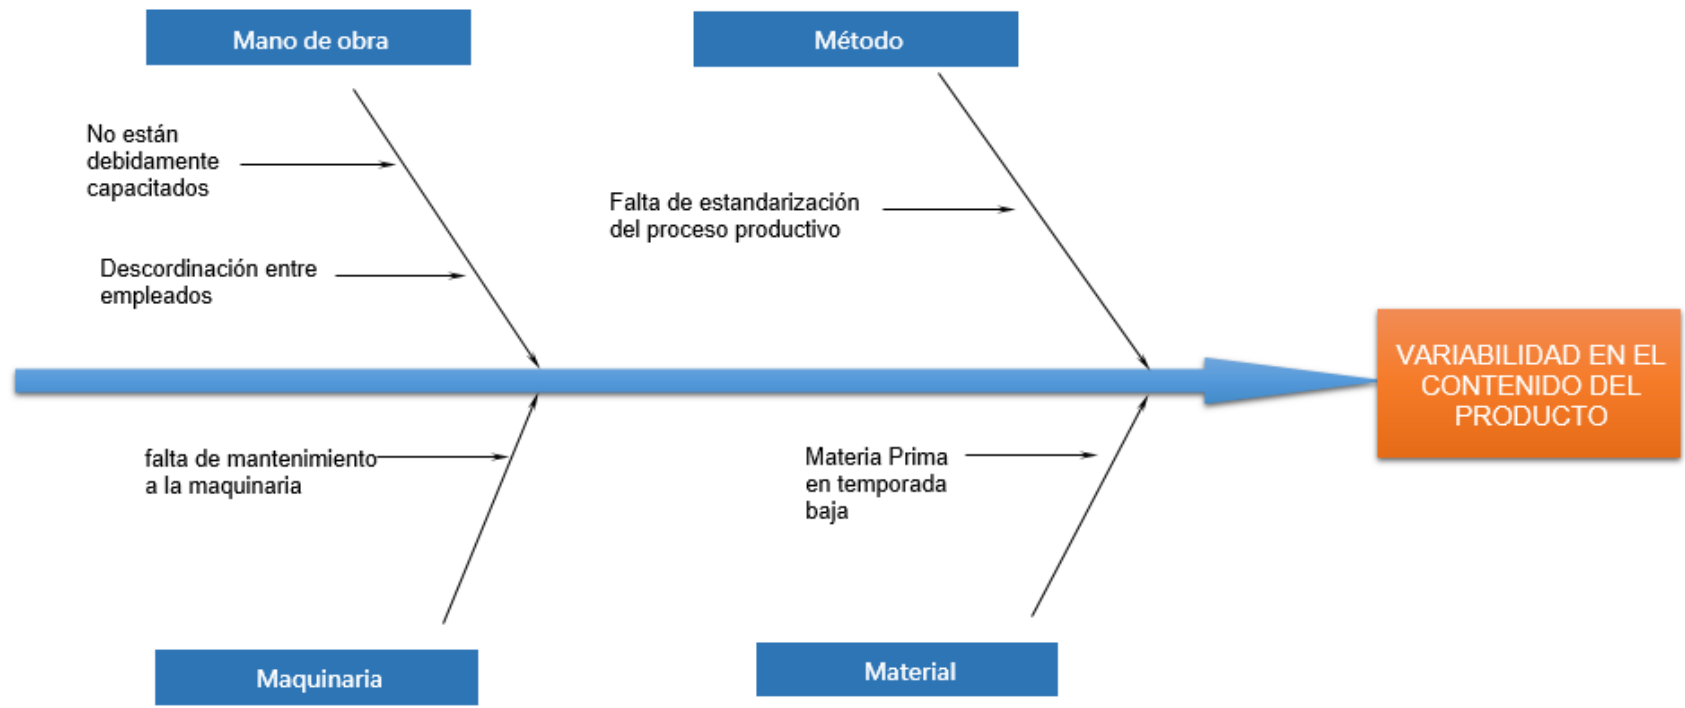 Mano de obra
Método
No están
debidamente
capacitados
Falta de estandarización
del proceso productivo
Descordinación entre
empleados
VARIABILIDAD EN EL
CONTENIDO DEL
PRODUCTO
falta de mantenimiento
a la maquinaria
Materia Prima
en temporada
baja
Maquinaria
Material